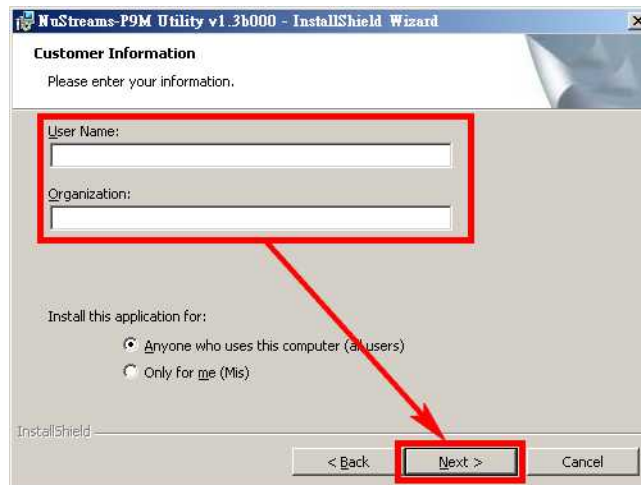 NuStreams-P9M Utility v1.3b000 - InstallShield Wizard
Customer Information
Please enter your information.
User Name:
Organization:
Install this application for:
Anyone who uses this computer (all users)
Only for me (Mis)
InstallShield
< Back Next > Cancel